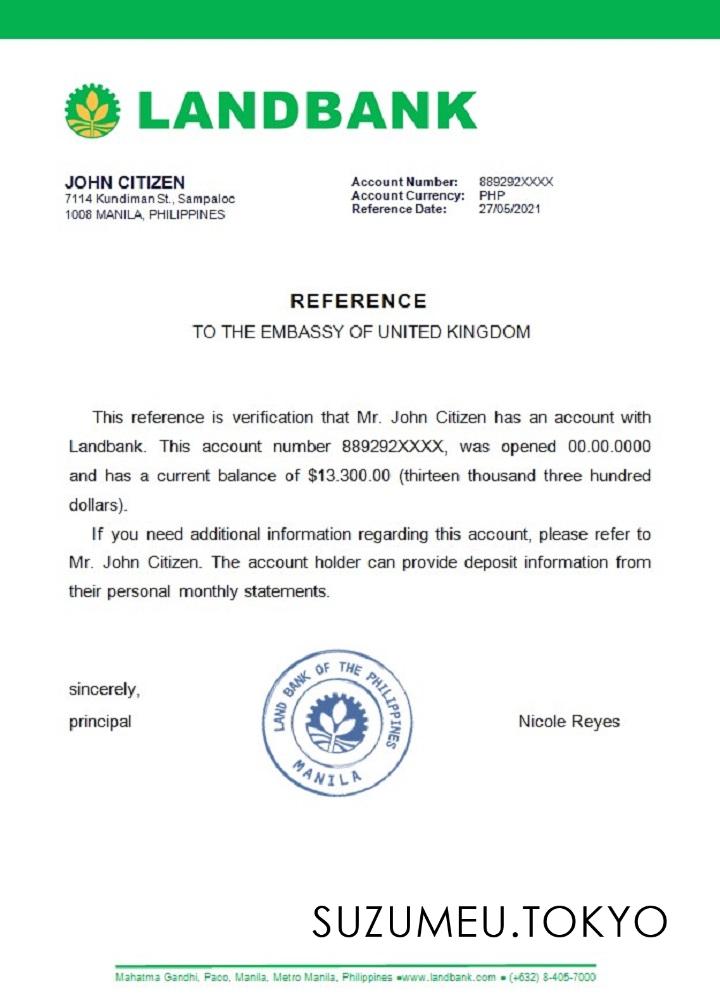 LANDBANK
JOHN CITIZEN
7114 Kundiman St., Sampaloc
1008 MANILA, PHILIPPINES
Account Number: 889292XXXX
Account Currency: PHP
Reference Date: 27/05/2021
REFERENCE
TO THE EMBASSY OF UNITED KINGDOM
This reference is verification that Mr. John Citizen has an account with
Landbank. This account number 889292XXXX, was opened 00.00.0000
and has a current balance of $13.300.00 (thirteen thousand three hundred
dollars).
If you need additional information regarding this account, please refer to
Mr. John Citizen. The account holder can provide deposit information from
their personal monthly statements.
sincerely,
principal
LAND BANK OF THE PHILIPPINES
MANILA
Nicole Reyes
SUZUMEU.TOKYO
Mahatma Gandhi, Paco, Manila, Metro Manila, Philippines ●www.landbank.com ● (+632) 8-405-7000